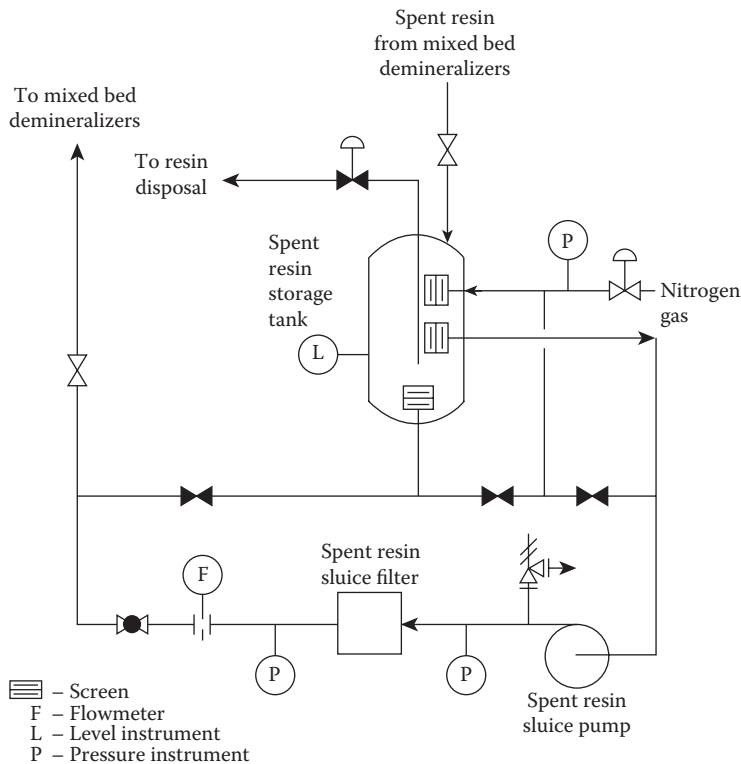 Spent resin
from mixed bed
demineralizers
To mixed bed
demineralizers
To resin
disposal
Spent
resin
storage
tank
P
Nitrogen
gas
L
Spent resin
sluice filter
F
P
P
Spent resin
sluice pump
– Screen
F – Flowmeter
L – Level instrument
P – Pressure instrument